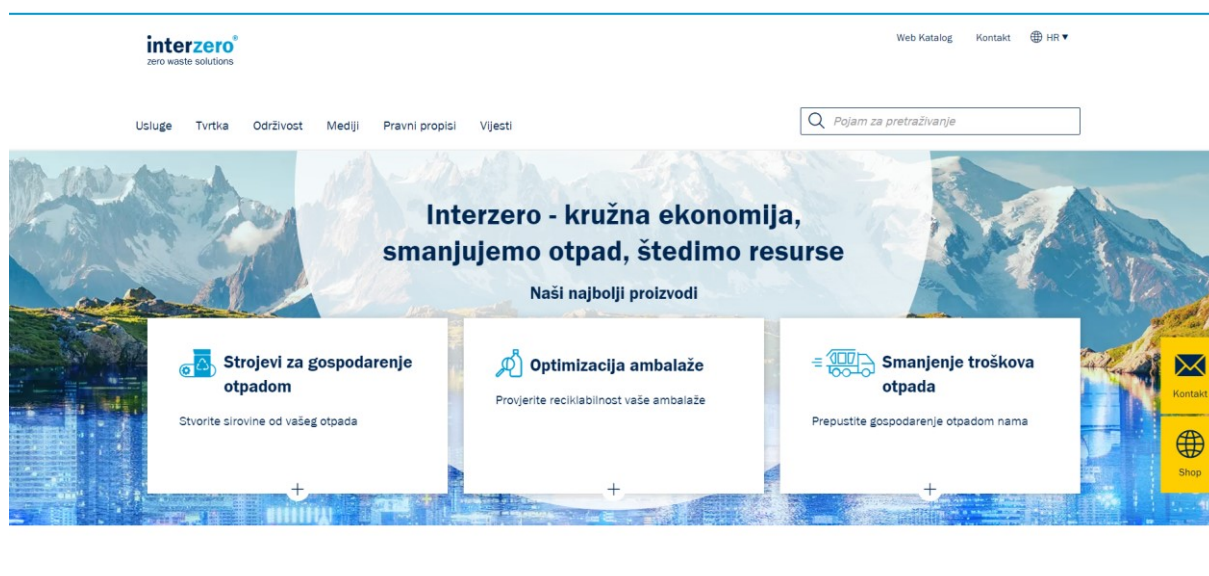 interzero®
zero waste solutions
Web Katalog Kontakt HR
Usluge Tvrtka Održivost Mediji Pravni propisi Vijesti
Pojam za pretraživanje
Interzero - kružna ekonomija,
smanjujemo otpad, štedimo resurse
Naši najbolji proizvodi
Strojevi za gospodarenje
otpadom
Stvorite sirovine od vašeg otpada
Optimizacija ambalaže
Provjerite reciklabilnost vaše ambalaže
Smanjenje troškova
otpada
Prepustite gospodarenje otpadom nama
Kontakt
Shop